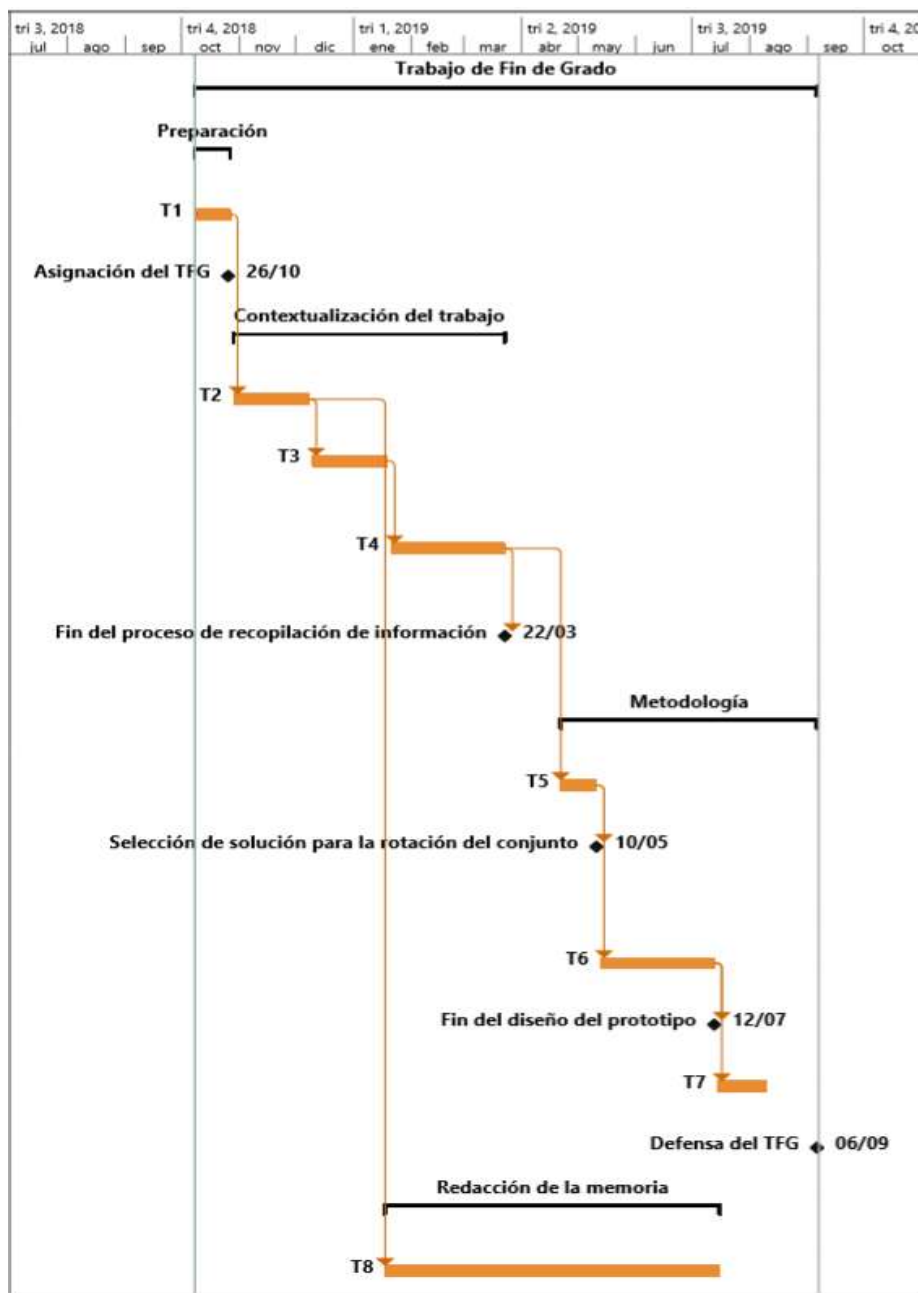 tri 3, 2018 tri 4, 2018 tri 1, 2019 tri 2, 2019 tri 3, 2019 tri 4, 20
jul ago sep oct nov dic ene feb mar abr may jun jul ago sep oct
Trabajo de Fin de Grado
Preparación
T1
Asignación del TFG 26/10
Contextualización del trabajo
T2
T3
T4
Fin del proceso de recopilación de información 22/03
Metodología
T5
Selección de solución para la rotación del conjunto 10/05
T6
Fin del diseño del prototipo 12/07
T7
Defensa del TFG 06/09
Redacción de la memoria
T8